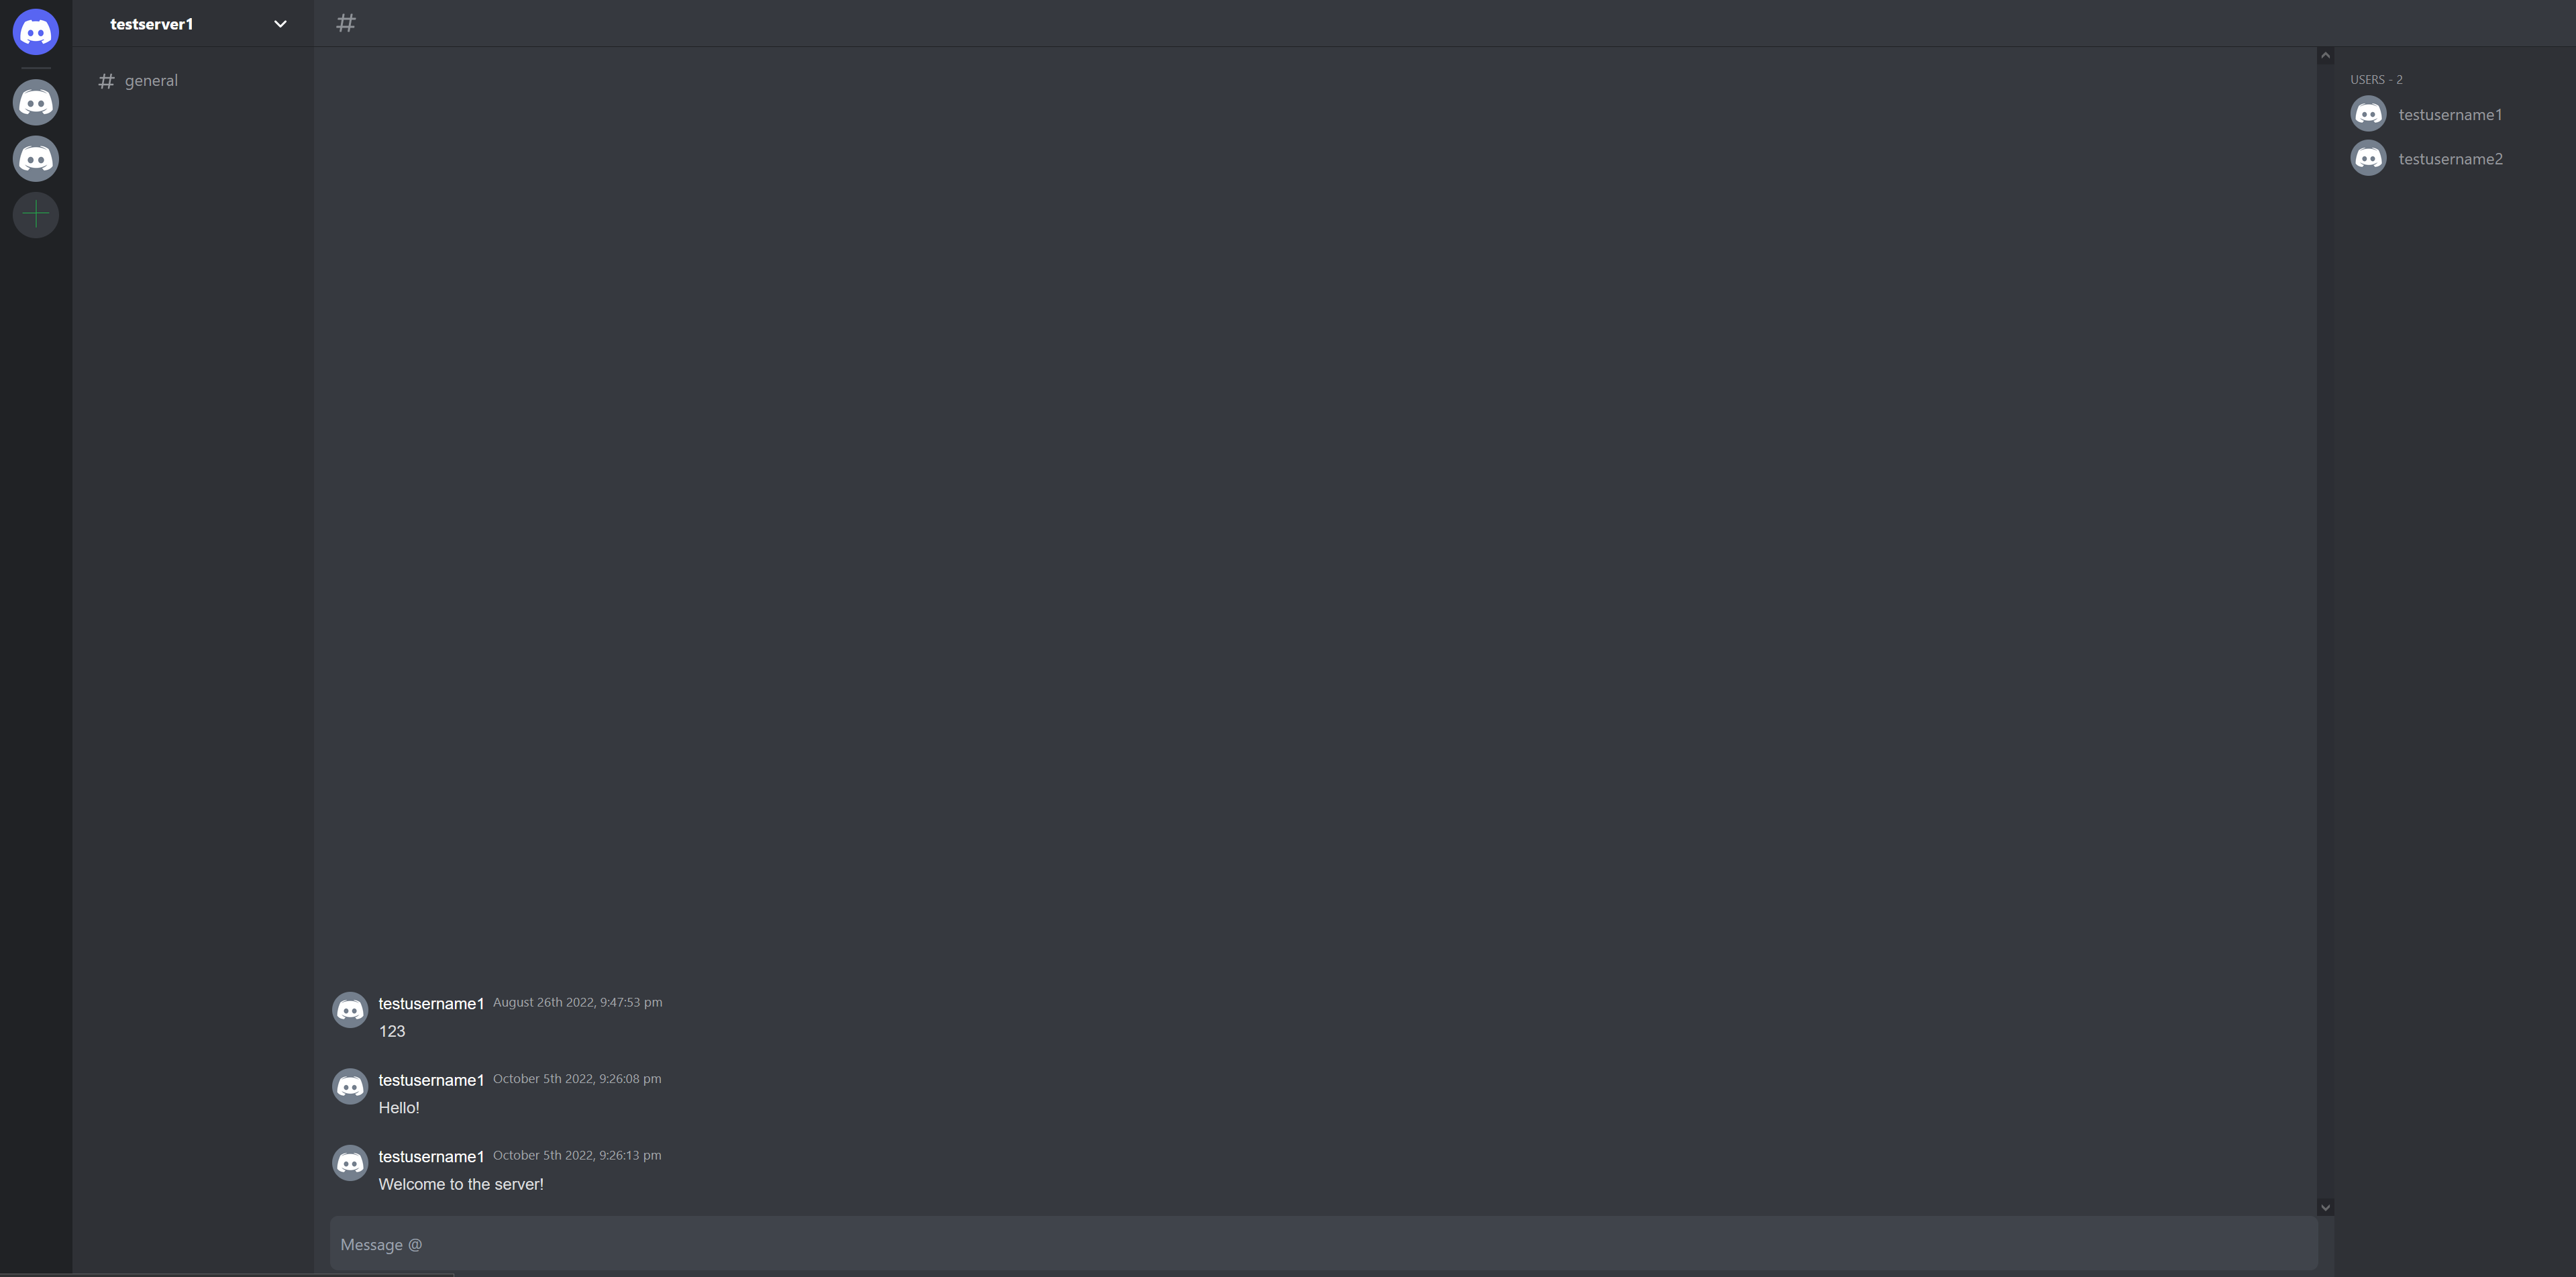 testserver1
#
# general
USERS - 2
testusername1
testusername2
testusername1 August 26th 2022, 9:47:53 pm
123
testusername1 October 5th 2022, 9:26:08 pm
Hello!
testusername1 October 5th 2022, 9:26:13 pm
Welcome to the server!
Message @